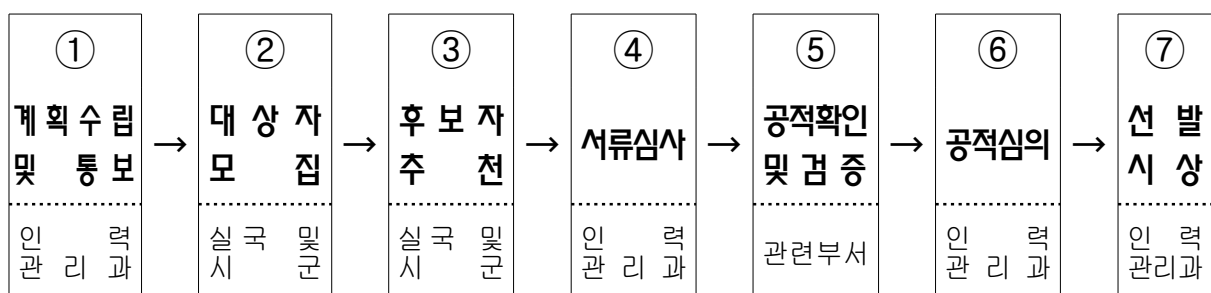 ①
계획수립
및 통보
인력
관리과
→
②
대상자
모집
실국 및
시군
→
③
후보자
추천
실국 및
시군
→
④
서류심사
인력
관리과
→
⑤
공적확인
및 검증
관련부서
→
⑥
공적심의
인력
관리과
→
⑦
선발
시상
인력
관리과